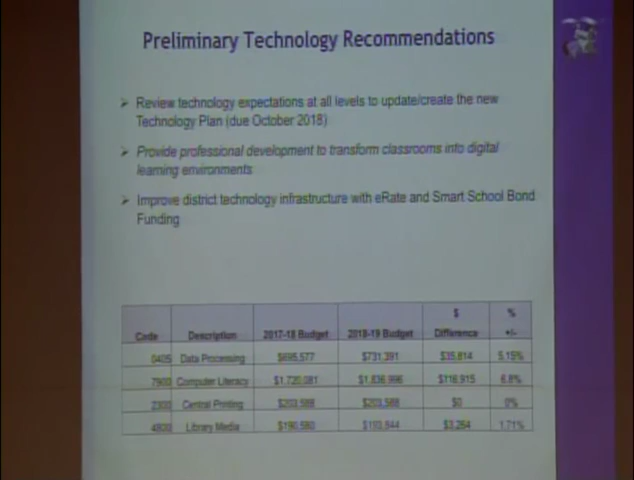 Preliminary Technology Recommendations
Review technology expectations at all levels to update/create the new
Technology Plan (due October 2018)
Provide professional development to transform classrooms into digital
learning environments
Improve district technology infrastructure with eRate and Smart School Bond
Funding
Code Description 2017-18 Budget 2018-19 Budget $ Difference % +/-
0405 Data Processing $695,577 $731,391 $35,814 5.15%
7900 Computer Literacy $1,720,081 $1,836,996 $116,915 6.8%
2300 Central Printing $203,588 $203,588 $0 0%
Library Media $190,580 $193,844 $3,264 1.71%